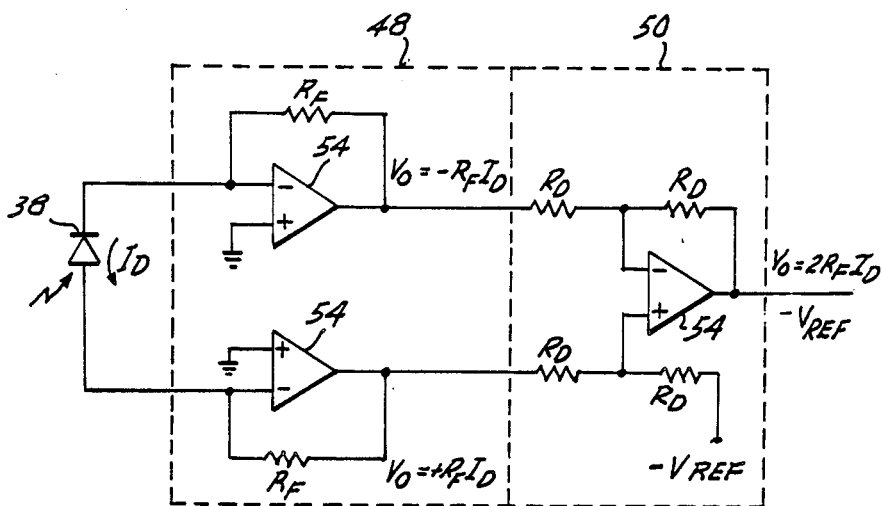 48
50
R_F
54
V_O = -R_F I_D
R_D
R_D
38
I_D
-
+
-
+
54
V_O = 2R_F I_D
-V_REF
54
+
-
R_D
R_D
R_F
V_O = +R_F I_D
-V REF